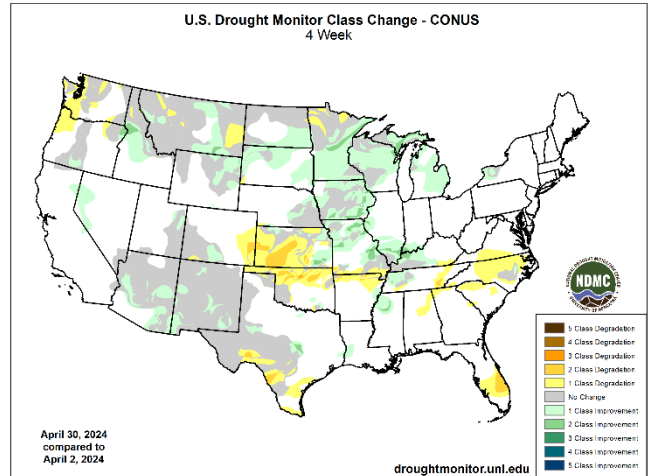 U.S. Drought Monitor Class Change - CONUS
4 Week
NDMC
5 Class Degradation
4 Class Degradation
3 Class Degradation
2 Class Degradation
1 Class Degradation
No Change
1 Class Improvement
2 Class Improvement
3 Class Improvement
4 Class Improvement
5 Class Improvement
April 30, 2024
compared to
April 2, 2024
droughtmonitor.unl.edu